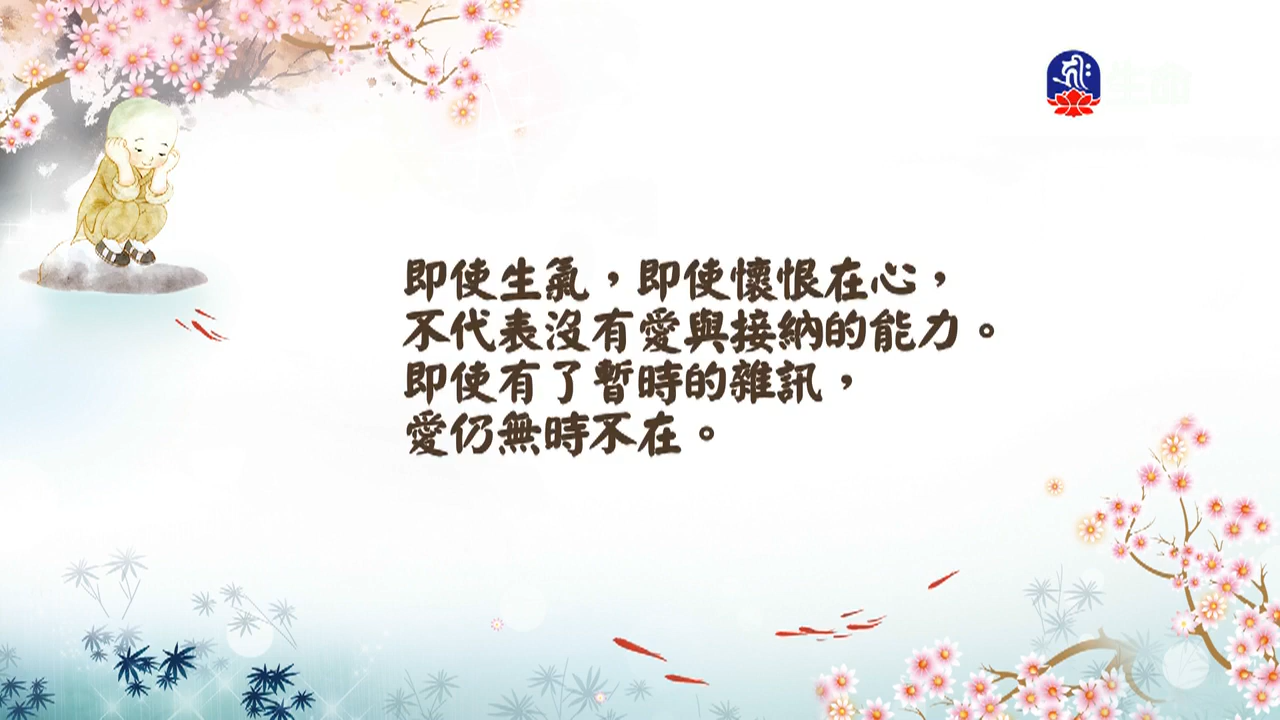 即使生氣，即使懷恨在心，
不代表沒有愛與接納的能力。
即使有了暫時的雜訊，
愛仍無時不在。